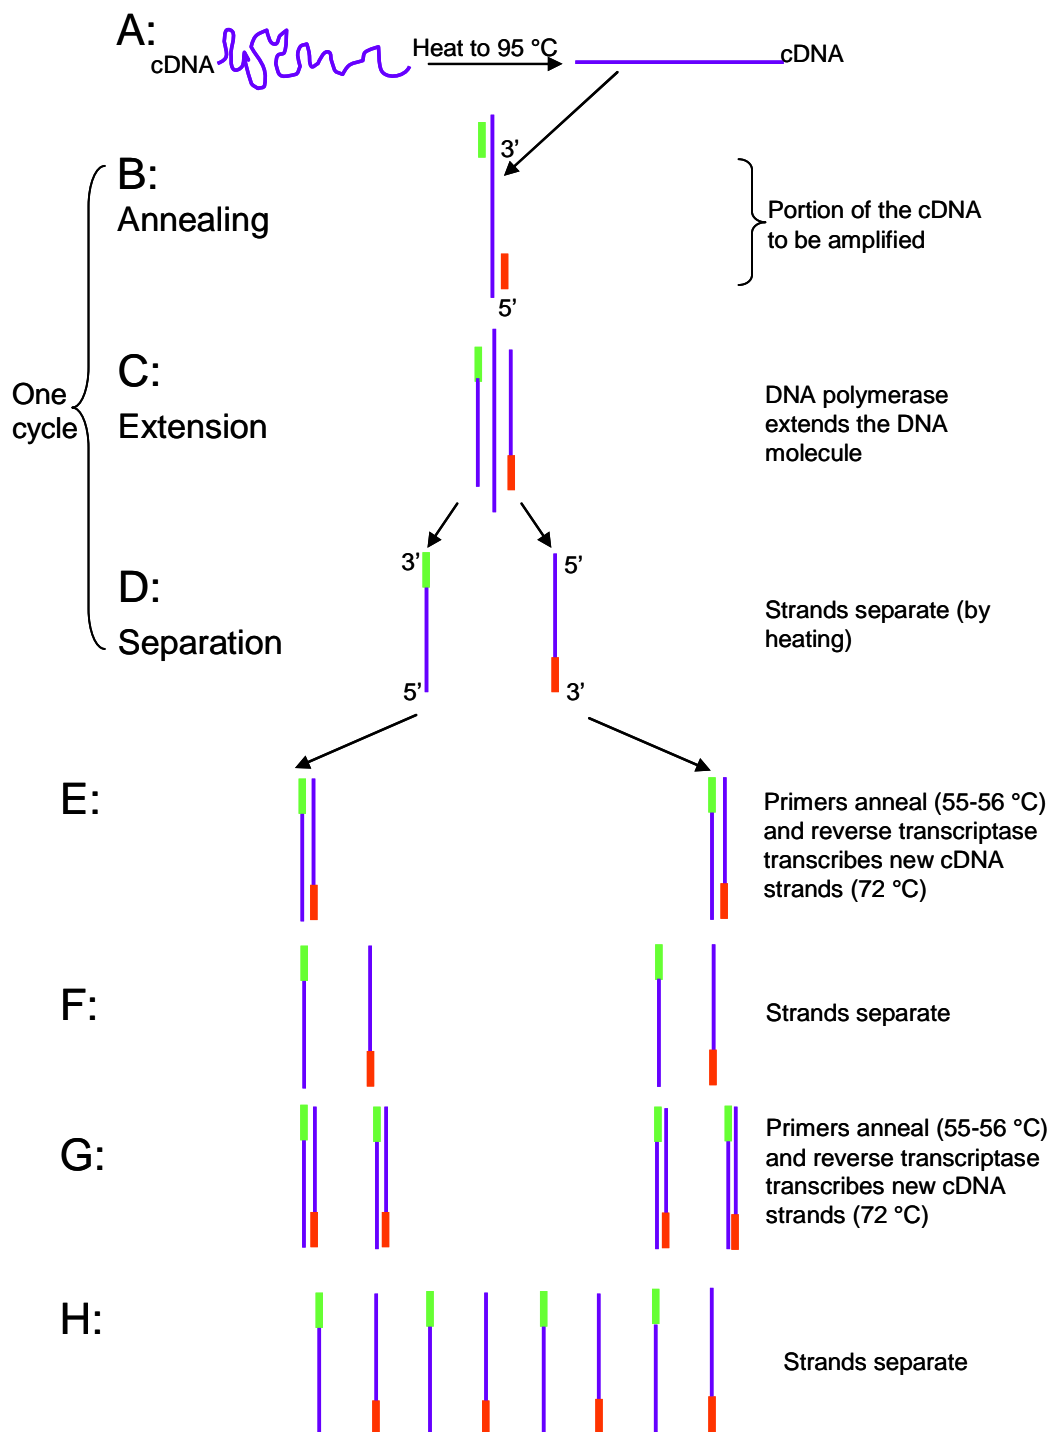 A:
cDNA
Heat to 95 °C
cDNA
3'
B:
Annealing
Portion of the cDNA
to be amplified
5'
One
cycle
C:
Extension
DNA polymerase
extends the DNA
molecule
3'
5'
D:
Separation
Strands separate (by
heating)
5'
3'
E:
Primers anneal (55-56 °C)
and reverse transcriptase
transcribes new cDNA
strands (72 °C)
F:
Strands separate
G:
Primers anneal (55-56 °C)
and reverse transcriptase
transcribes new cDNA
strands (72 °C)
H:
Strands separate